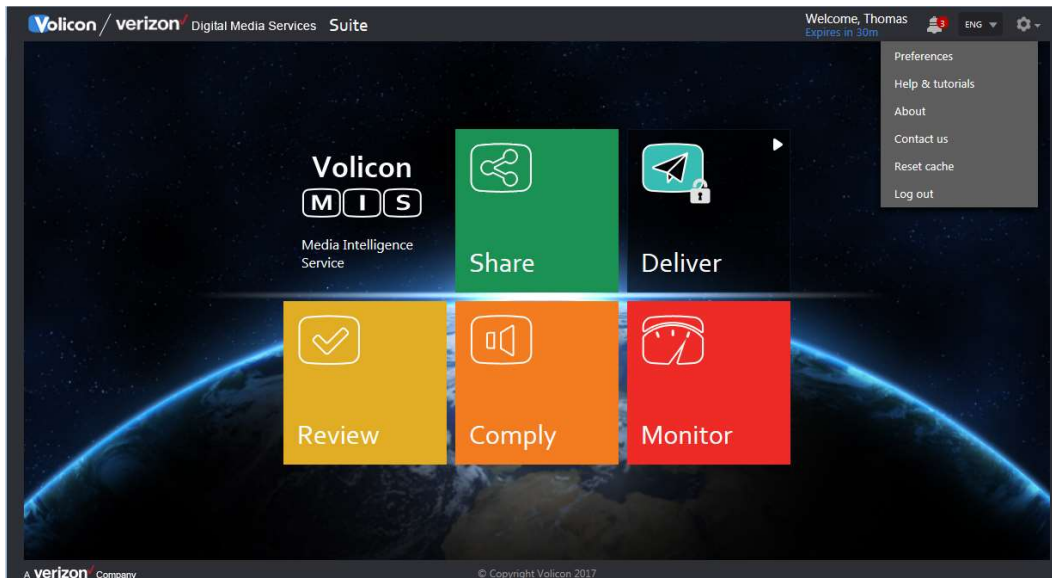 Volicon / verizon Digital Media Services Suite
Welcome, Thomas
Expires in 30m
3
ENG
Preferences
Help & tutorials
About
Contact us
Reset cache
Log out
Volicon
M I S
Media Intelligence
Service
Share
Deliver
Review
Comply
Monitor
A verizon Company
© Copyright Volicon 2017